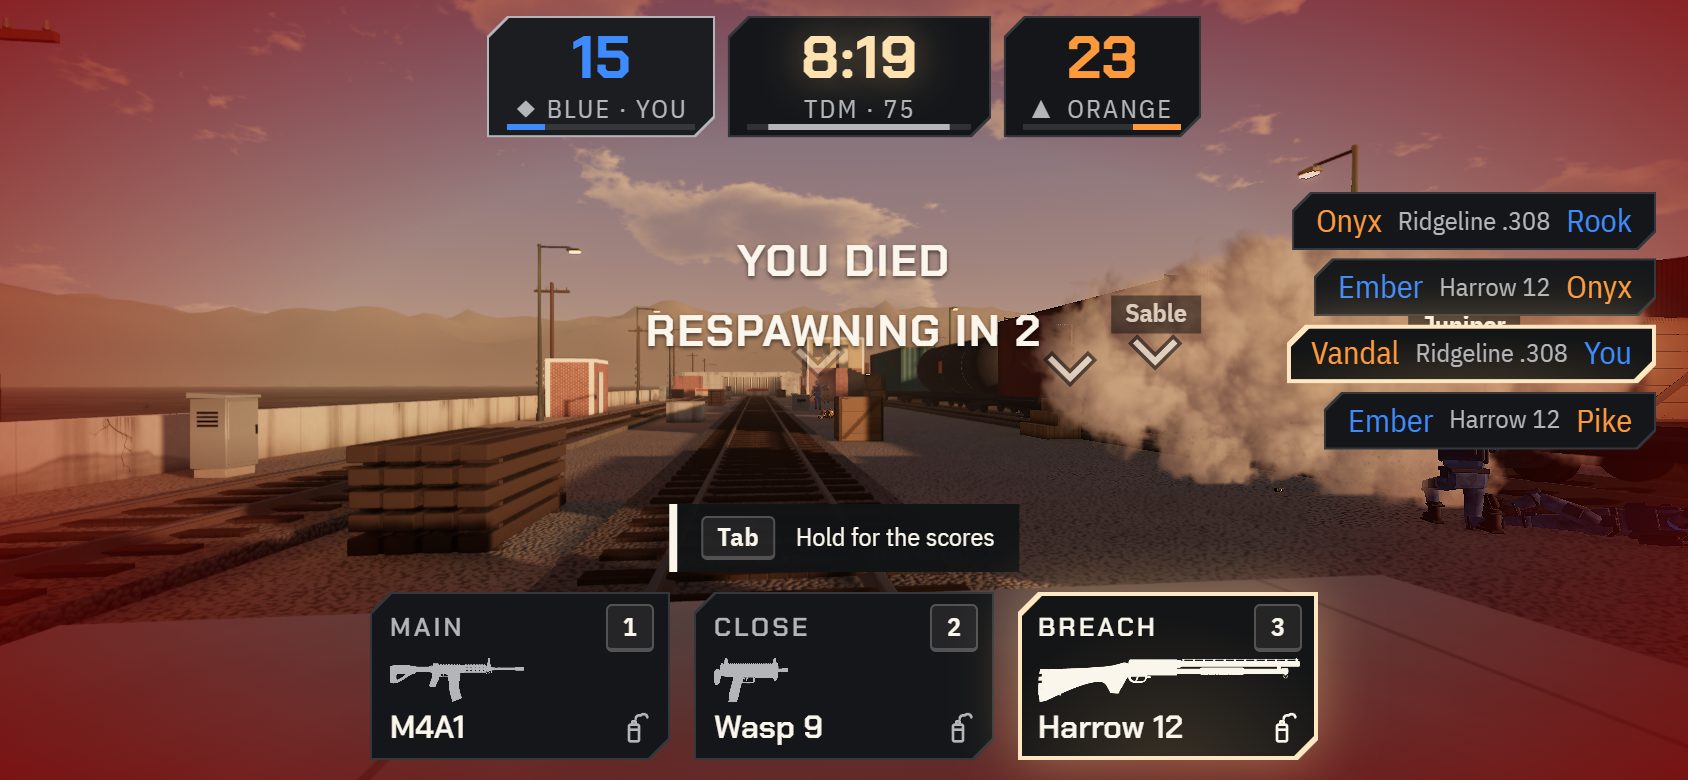 15
◆ BLUE · YOU
8:19
TDM · 75
23
▲ ORANGE
Onyx Ridgeline .308 Rook
Ember Harrow 12 Onyx
Vandal Ridgeline .308 You
Ember Harrow 12 Pike
YOU DIED
RESPAWNING IN 2
Sable
Tab Hold for the scores
MAIN 1
M4A1
CLOSE 2
Wasp 9
BREACH 3
Harrow 12